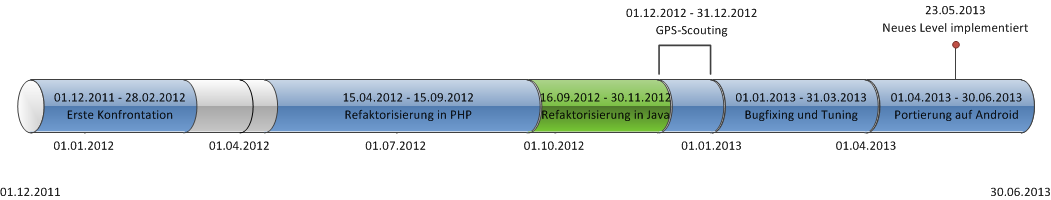 01.12.2012 - 31.12.2012
GPS-Scouting
23.05.2013
Neues Level implementiert
01.12.2011 - 28.02.2012
Erste Konfrontation
15.04.2012 - 15.09.2012
Refaktorisierung in PHP
16.09.2012 - 30.11.2012
Refaktorisierung in Java
01.01.2013 - 31.03.2013
Bugfixing und Tuning
01.04.2013 - 30.06.2013
Portierung auf Android
01.01.2012
01.04.2012
01.07.2012
01.10.2012
01.01.2013
01.04.2013
01.12.2011
30.06.2013